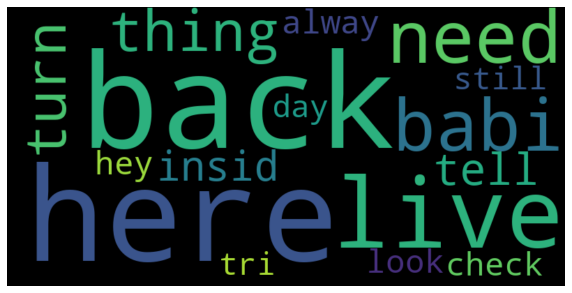 thing alway need
turn back day still
babi
hey insid tell
here live
tri look check